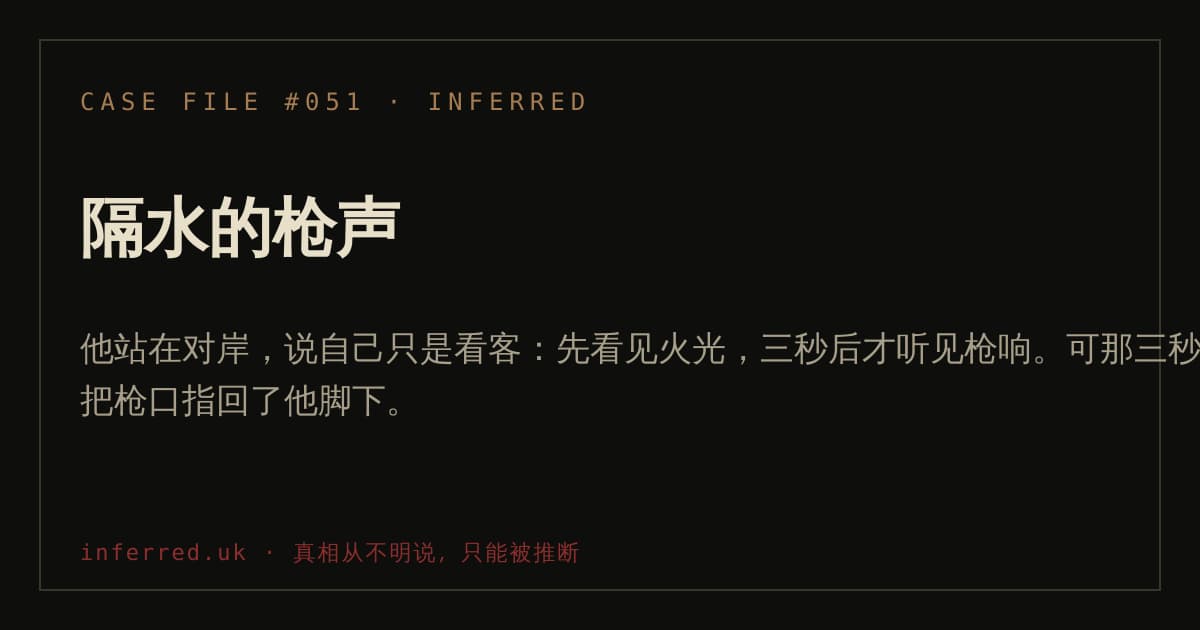 CASE FILE #051 · INFERRED
隔水的枪声
他站在对岸，说自己只是看客：先看见火光，三秒后才听见枪响。可那三秒
把枪口指回了他脚下。
inferred.uk · 真相从不明说，只能被推断